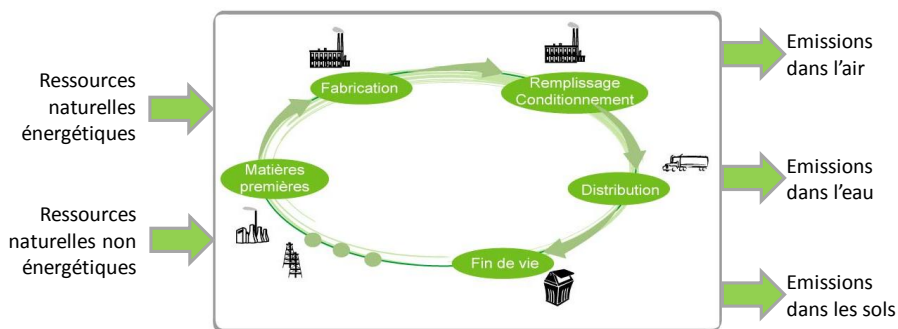 Ressources
naturelles
énergétiques
Ressources
naturelles non
énergétiques
Fabrication
Remplissage
Conditionnement
Matières
premières
Distribution
Fin de vie
Emissions
dans l'air
Emissions
dans l'eau
Emissions
dans les sols